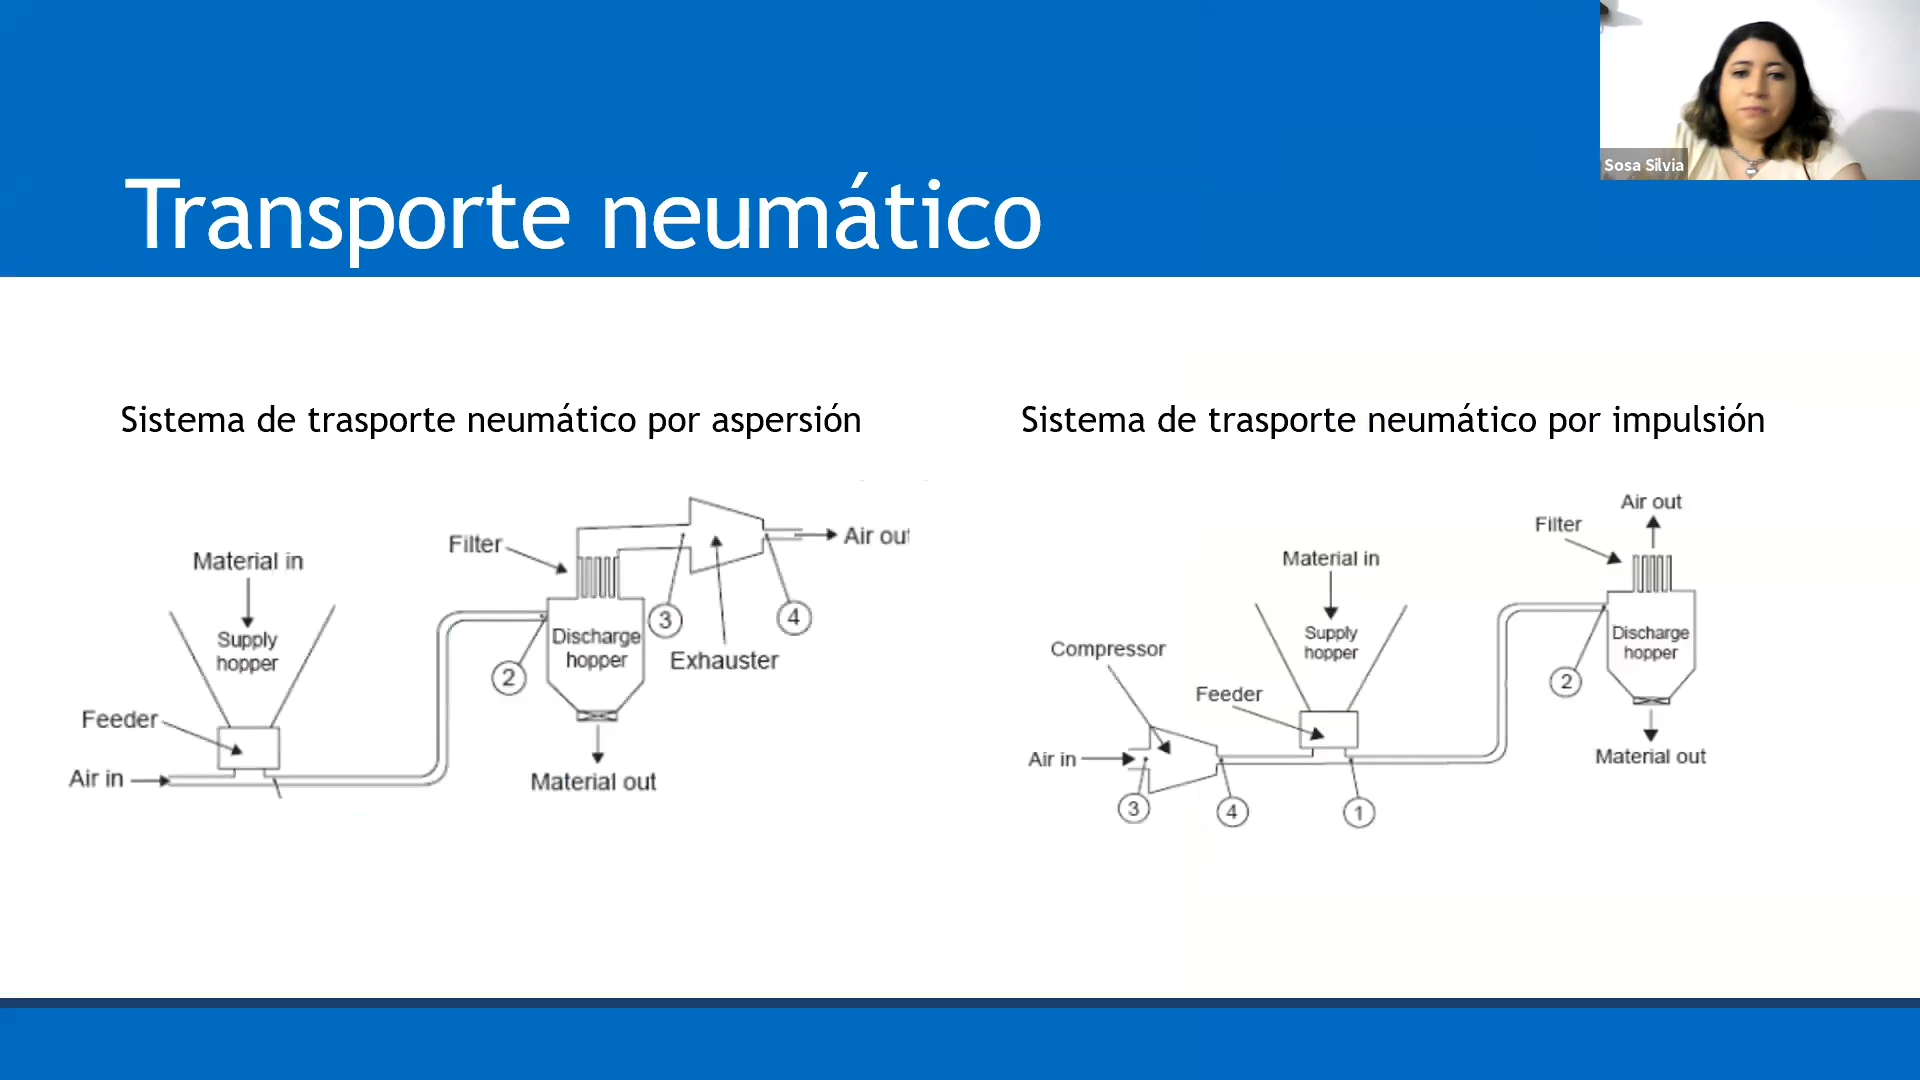 Sosa Silvia
Transporte neumático
Sistema de trasporte neumático por aspersión
Material in
Supply
hopper
Feeder
Air in
Filter
Air out
3
4
2
Discharge
hopper
Exhauster
Material out
Sistema de trasporte neumático por impulsión
Air out
Filter
Material in
Supply
hopper
Compressor
Feeder
Air in
3
4
1
2
Discharge
hopper
Material out